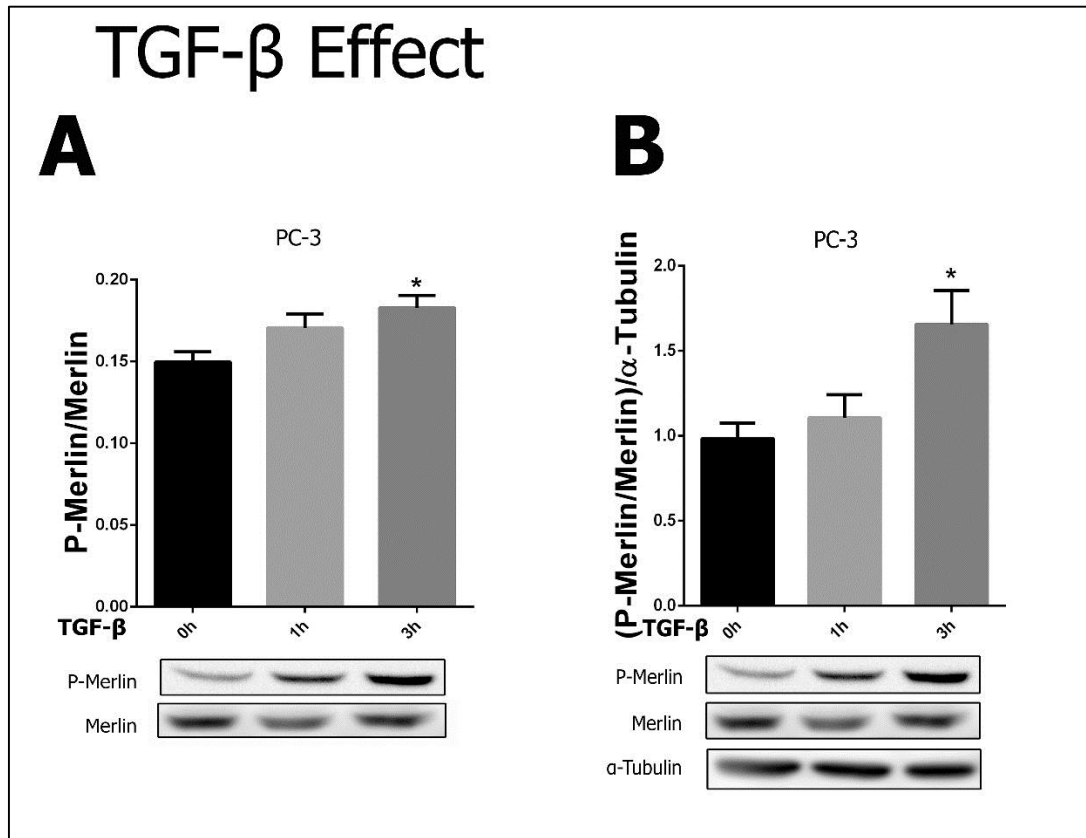 TGF-β Effect
A
PC-3
P-Merlin/Merlin
0.20
*
0.15
0.10
0.05
0.00
TGF-β 0h 1h 3h
P-Merlin
Merlin
B
PC-3
(P-Merlin/Merlin)/α-Tubulin
2.0
*
1.5
1.0
0.5
0.0
TGF-β 0h 1h 3h
P-Merlin
Merlin
α-Tubulin